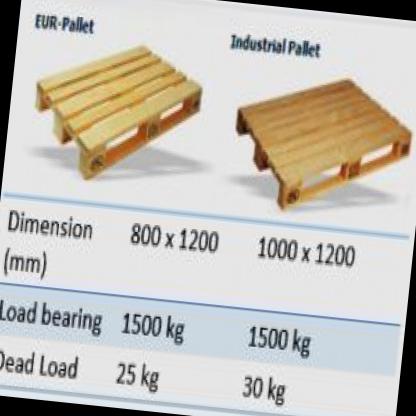 EUR-Pallet
Industrial Pallet
Dimension (mm) 800 x 1200 1000 x 1200
Load bearing 1500 kg 1500 kg
Dead Load 25 kg 30 kg